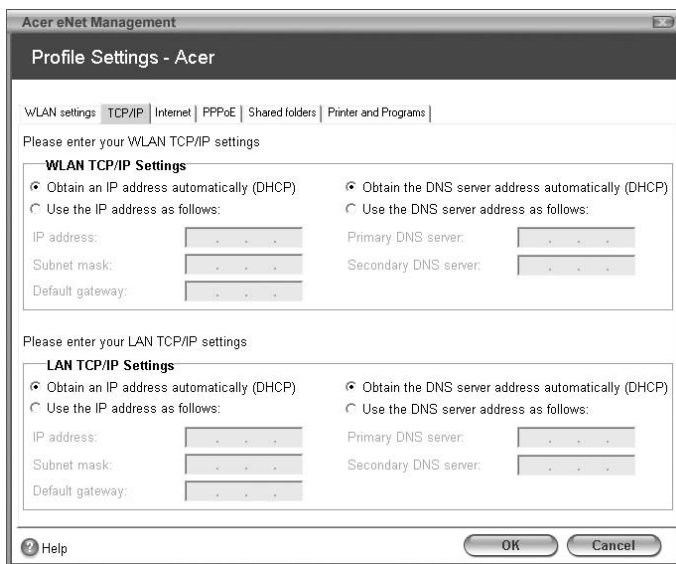 Acer eNet Management
Profile Settings - Acer
WLAN settings TCP/IP Internet PPPoE Shared folders Printer and Programs
Please enter your WLAN TCP/IP settings
WLAN TCP/IP Settings
Obtain an IP address automatically (DHCP) Obtain the DNS server address automatically (DHCP)
Use the IP address as follows: Use the DNS server address as follows:
IP address: Primary DNS server:
Subnet mask: Secondary DNS server:
Default gateway:
Please enter your LAN TCP/IP settings
LAN TCP/IP Settings
Obtain an IP address automatically (DHCP) Obtain the DNS server address automatically (DHCP)
Use the IP address as follows: Use the DNS server address as follows:
IP address: Primary DNS server:
Subnet mask: Secondary DNS server:
Default gateway:
? Help OK Cancel